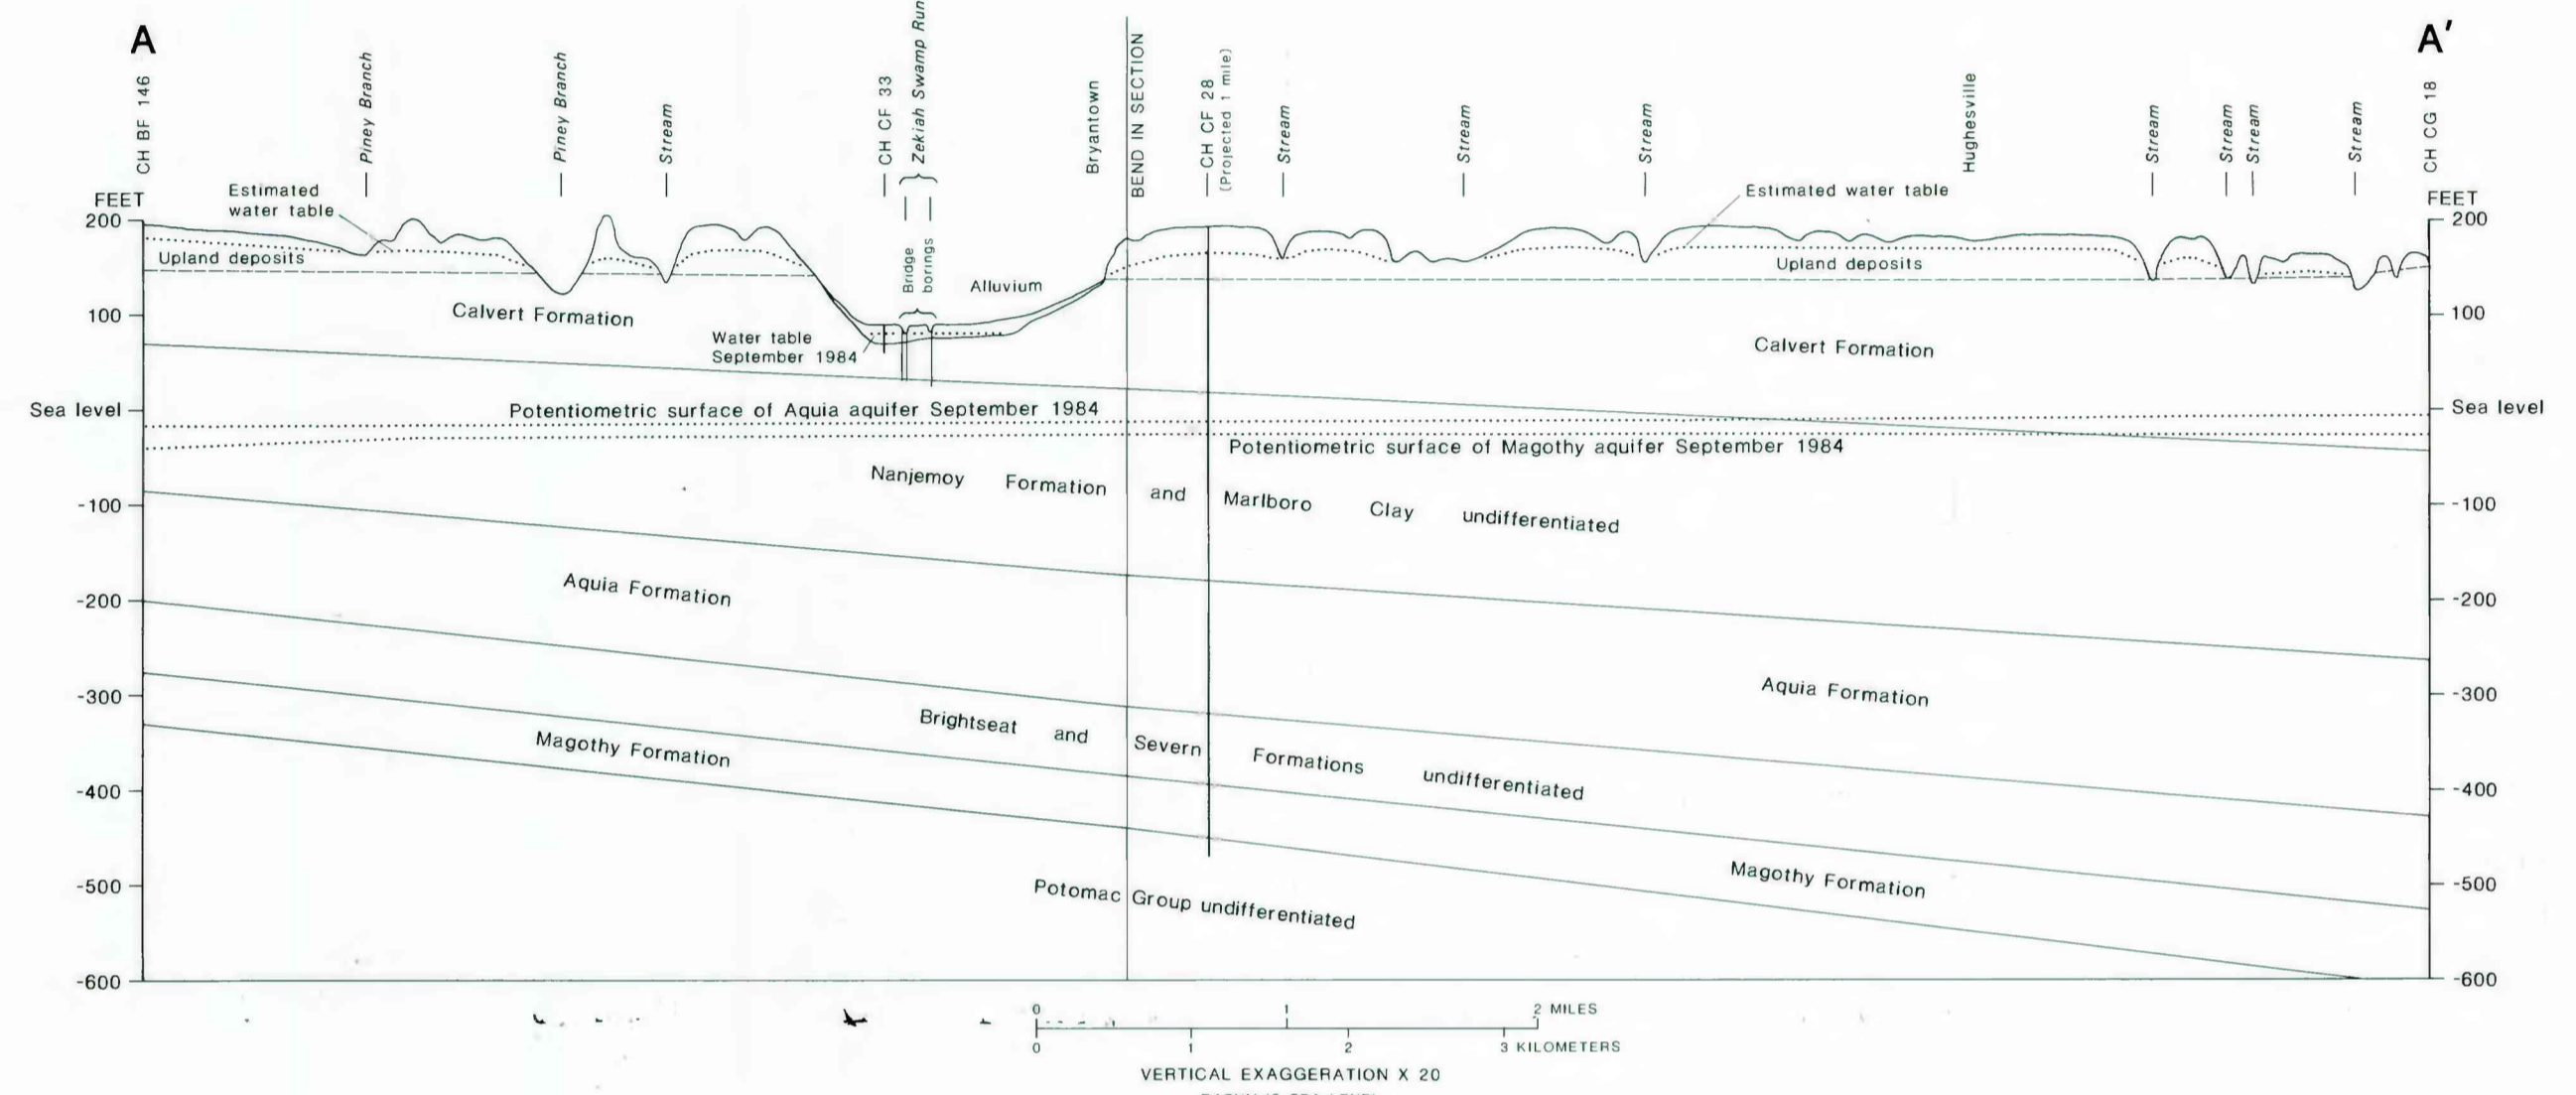 A
A'
CH BF 146
Piney Branch
Piney Branch
Stream
CH CF 33
Zekiah Swamp Run
Bryantown
BEND IN SECTION
CH CF 28
(Projected 1 mile)
Stream
Stream
Stream
Hughesville
Stream
Stream
Stream
Stream
CH CG 18
FEET
FEET
Estimated
water table
Estimated water table
200
200
Bridge
borings
Upland deposits
Upland deposits
Alluvium
100
100
Calvert Formation
Calvert Formation
Water table
September 1984
Sea level
Sea level
Potentiometric surface of Aquia aquifer September 1984
Potentiometric surface of Magothy aquifer September 1984
Nanjemoy Formation and Marlboro Clay undifferentiated
-100
-100
Aquia Formation
-200
-200
Aquia Formation
-300
-300
Brightseat and Severn Formations undifferentiated
Magothy Formation
-400
-400
Magothy Formation
-500
-500
Potomac Group undifferentiated
-600
-600
0 1 2 MILES
0 1 2 3 KILOMETERS
VERTICAL EXAGGERATION X 20